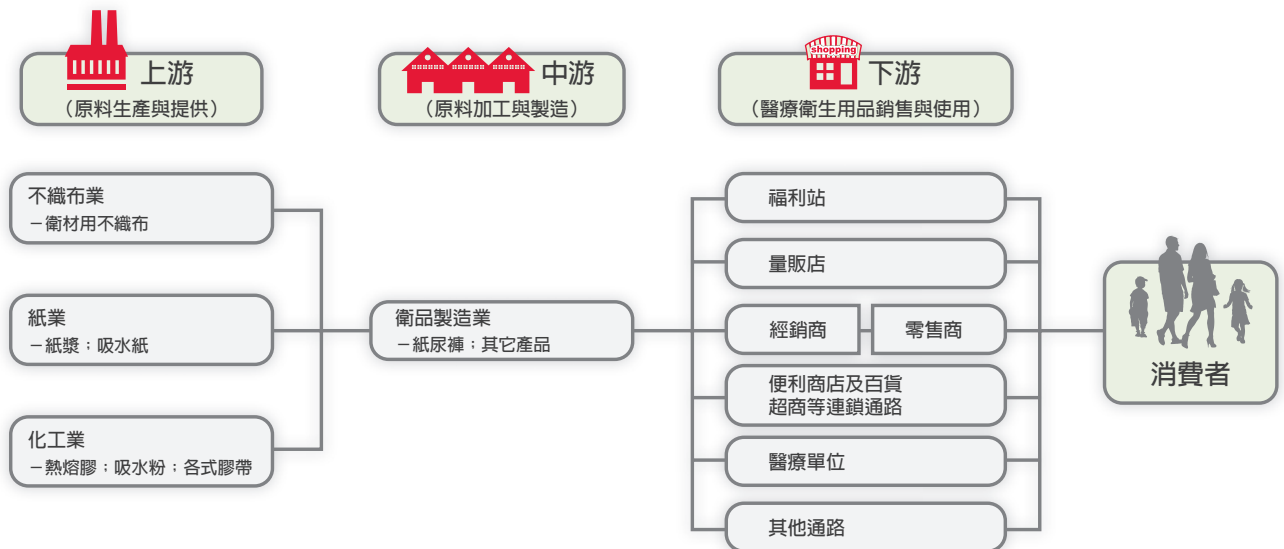 上游
（原料生產與提供）
中游
（原料加工與製造）
shopping
下游
（醫療衛生用品銷售與使用）
不織布業
－衛材用不織布
紙業
－紙漿；吸水紙
化工業
－熱熔膠；吸水粉；各式膠帶
衛品製造業
－紙尿褲；其它產品
福利站
量販店
經銷商
零售商
便利商店及百貨
超商等連鎖通路
醫療單位
其他通路
消費者